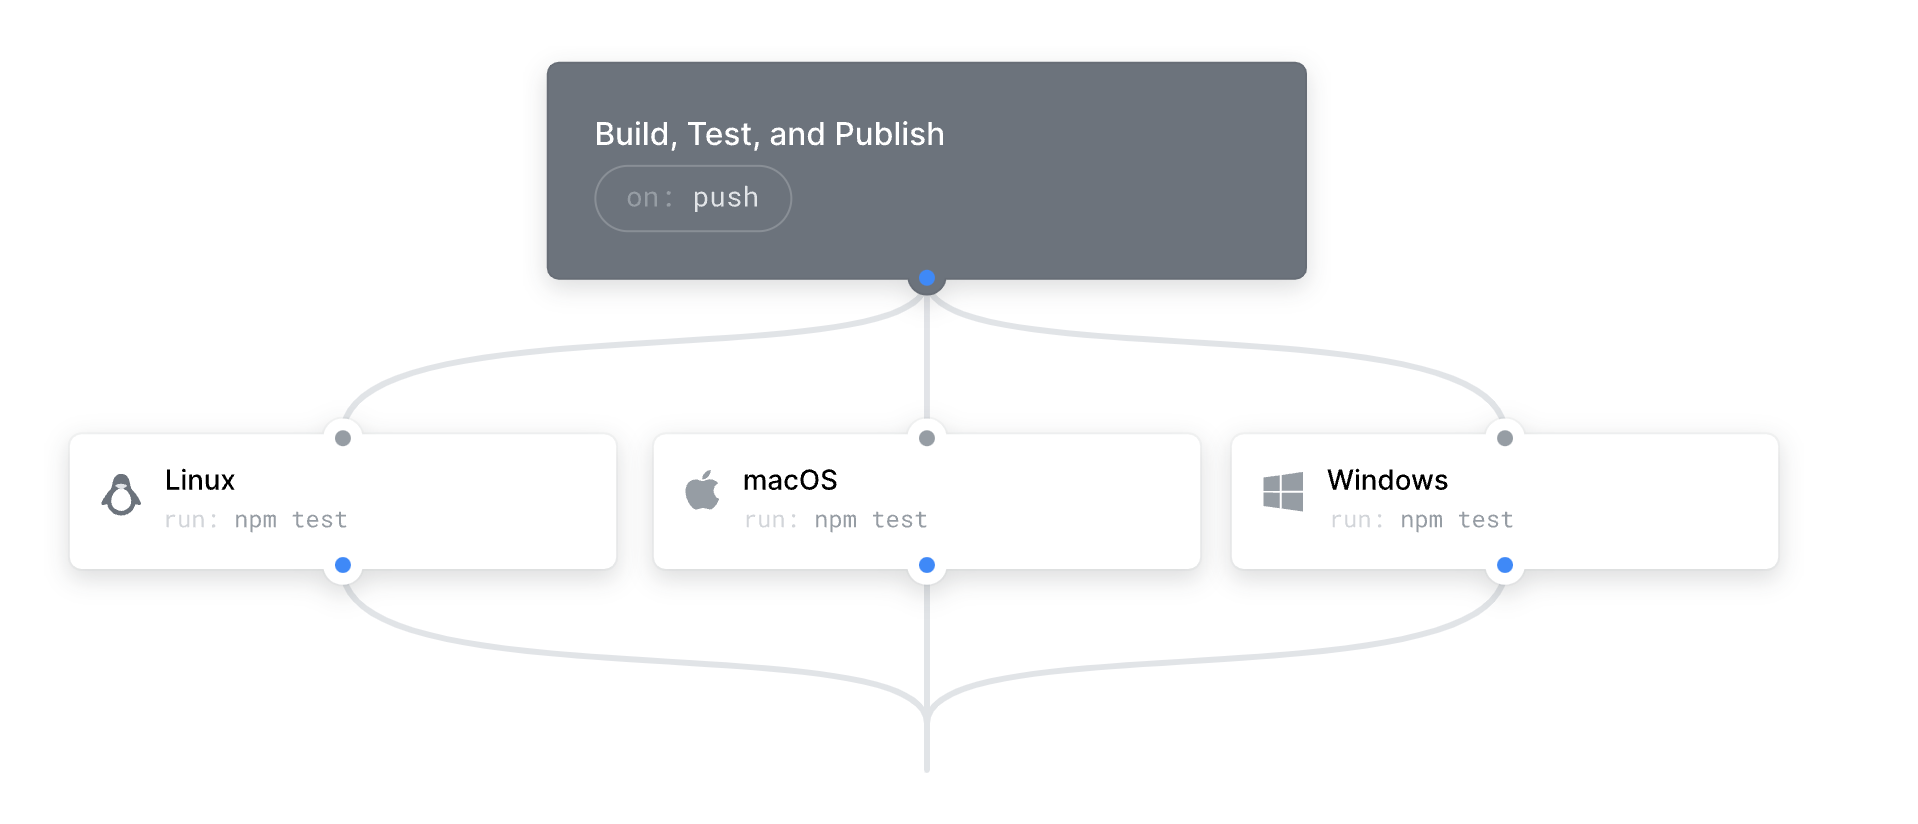 Build, Test, and Publish
on: push
Linux
run: npm test
macOS
run: npm test
Windows
run: npm test